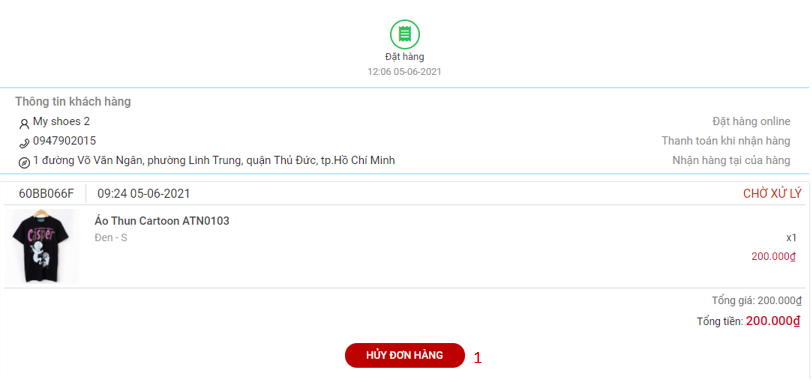 Đặt hàng
12:06 05-06-2021
Thông tin khách hàng
My shoes 2
Đặt hàng online
0947902015
Thanh toán khi nhận hàng
1 đường Võ Văn Ngân, phường Linh Trung, quận Thủ Đức, tp.Hồ Chí Minh
Nhận hàng tại của hàng
60BB066F 09:24 05-06-2021 CHỜ XỬ LÝ
Casper
Áo Thun Cartoon ATN0103
Đen - S
x1
200.000₫
Tổng giá: 200.000₫
Tổng tiền: 200.000₫
HỦY ĐƠN HÀNG 1